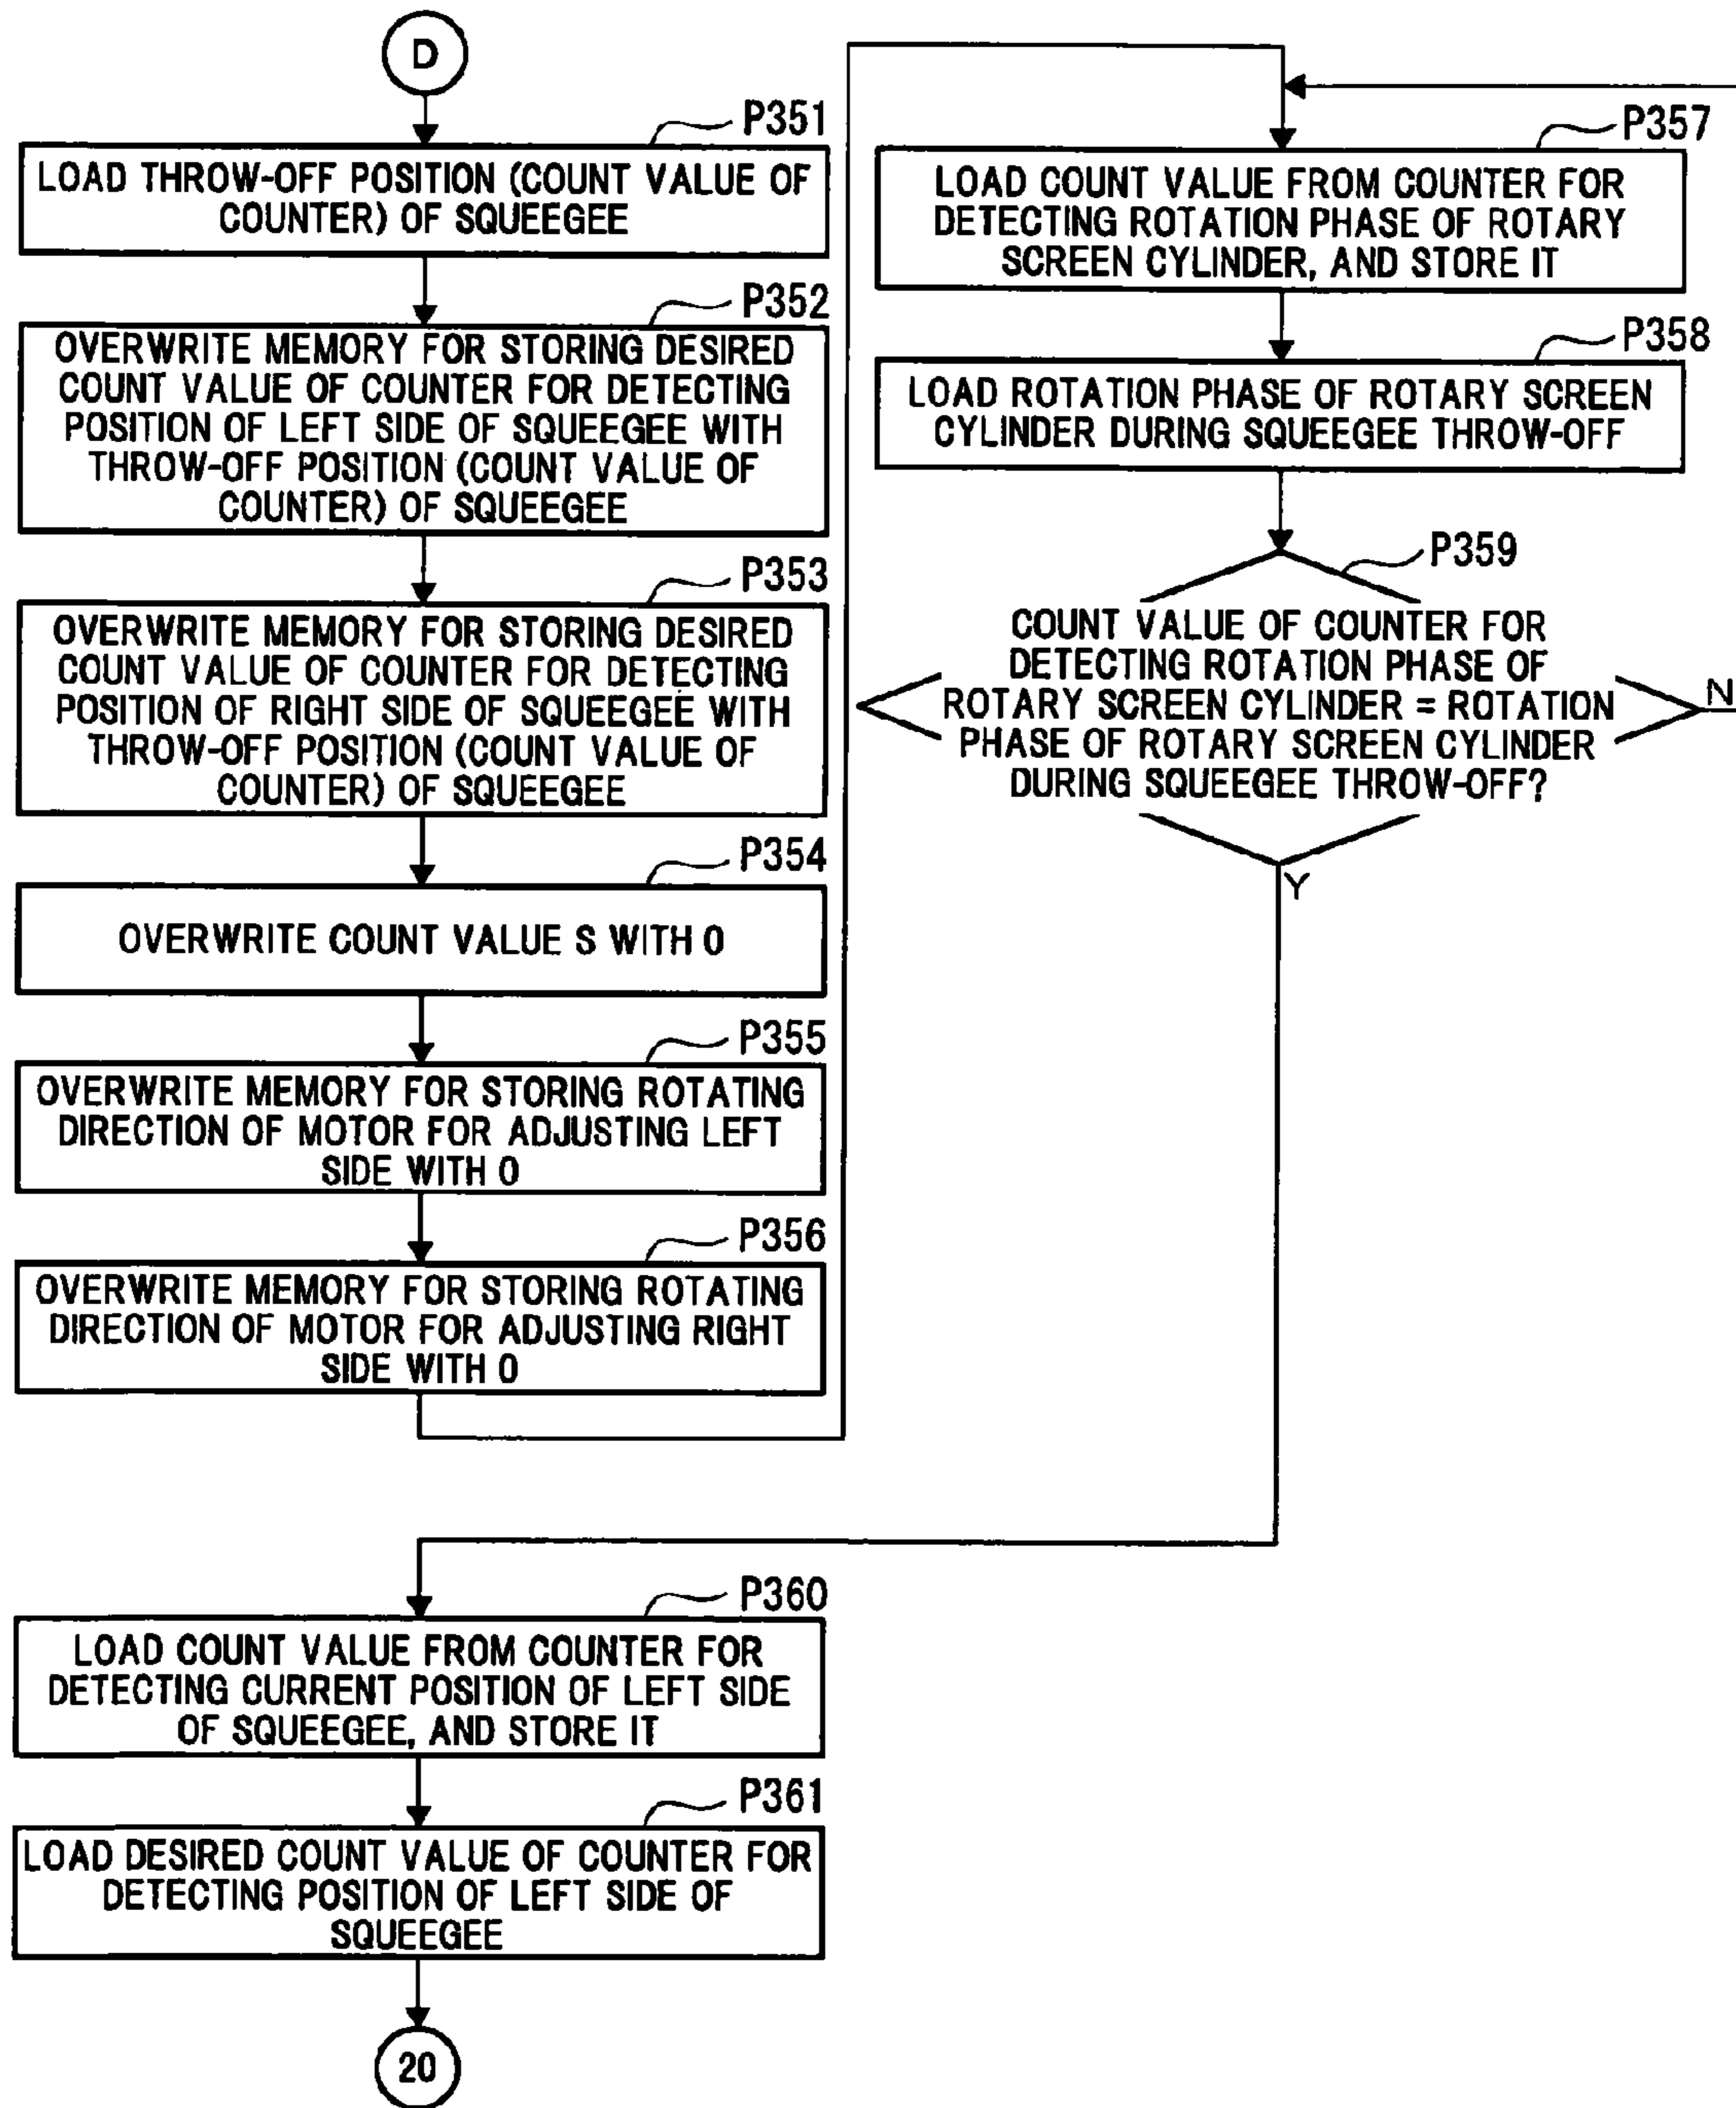 D
P351
LOAD THROW-OFF POSITION (COUNT VALUE OF
COUNTER) OF SQUEEGEE
P352
OVERWRITE MEMORY FOR STORING DESIRED
COUNT VALUE OF COUNTER FOR DETECTING
POSITION OF LEFT SIDE OF SQUEEGEE WITH
THROW-OFF POSITION (COUNT VALUE OF
COUNTER) OF SQUEEGEE
P353
OVERWRITE MEMORY FOR STORING DESIRED
COUNT VALUE OF COUNTER FOR DETECTING
POSITION OF RIGHT SIDE OF SQUEEGEE WITH
THROW-OFF POSITION (COUNT VALUE OF
COUNTER) OF SQUEEGEE
P354
OVERWRITE COUNT VALUE S WITH 0
P355
OVERWRITE MEMORY FOR STORING ROTATING
DIRECTION OF MOTOR FOR ADJUSTING LEFT
SIDE WITH 0
P356
OVERWRITE MEMORY FOR STORING ROTATING
DIRECTION OF MOTOR FOR ADJUSTING RIGHT
SIDE WITH 0
P357
LOAD COUNT VALUE FROM COUNTER FOR
DETECTING ROTATION PHASE OF ROTARY
SCREEN CYLINDER, AND STORE IT
P358
LOAD ROTATION PHASE OF ROTARY SCREEN
CYLINDER DURING SQUEEGEE THROW-OFF
P359
COUNT VALUE OF COUNTER FOR
DETECTING ROTATION PHASE OF
ROTARY SCREEN CYLINDER = ROTATION
PHASE OF ROTARY SCREEN CYLINDER
DURING SQUEEGEE THROW-OFF?
N
Y
P360
LOAD COUNT VALUE FROM COUNTER FOR
DETECTING CURRENT POSITION OF LEFT SIDE
OF SQUEEGEE, AND STORE IT
P361
LOAD DESIRED COUNT VALUE OF COUNTER FOR
DETECTING POSITION OF LEFT SIDE OF
SQUEEGEE
20